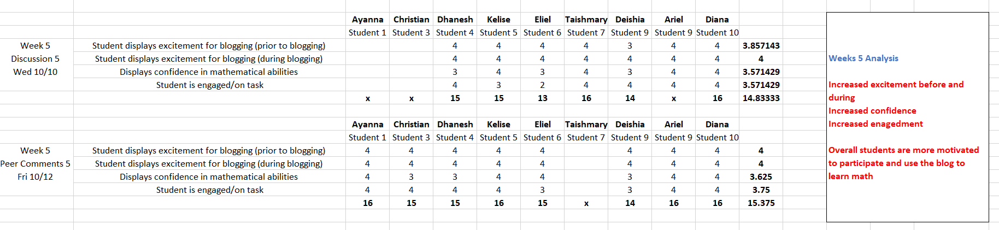 Ayanna Christian Dhanesh Kelise Eliel Taishmary Deishia Ariel Diana
Student 1 Student 3 Student 4 Student 5 Student 6 Student 7 Student 9 Student 9 Student 10
Week 5 Student displays excitement for blogging (prior to blogging) 4 4 4 4 3 4 4 3.857143
Discussion 5 Student displays excitement for blogging (during blogging) 4 4 4 4 4 4 4 4
Wed 10/10 Displays confidence in mathematical abilities 3 4 3 4 3 4 4 3.571429
Student is engaged/on task 4 3 2 4 4 4 4 3.571429
x x 15 15 13 16 14 x 16 14.83333
Ayanna Christian Dhanesh Kelise Eliel Taishmary Deishia Ariel Diana
Student 1 Student 3 Student 4 Student 5 Student 6 Student 7 Student 9 Student 9 Student 10
Week 5 Student displays excitement for blogging (prior to blogging) 4 4 4 4 4 4 4 4 4
Peer Comments 5 Student displays excitement for blogging (during blogging) 4 4 4 4 4 4 4 4 4
Fri 10/12 Displays confidence in mathematical abilities 4 3 3 4 4 3 4 4 3.625
Student is engaged/on task 4 4 4 4 3 3 4 4 3.75
16 15 15 16 15 x 14 16 16 15.375
Weeks 5 Analysis
Increased excitement before and
during
Increased confidence
Increased enagedment
Overall students are more motivated
to participate and use the blog to
learn math